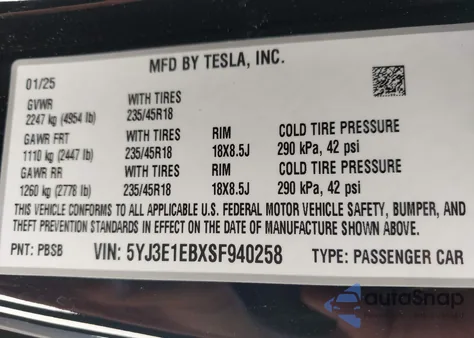 MFD BY TESLA, INC.
01/25
GVWR WITH TIRES
2247 kg (4954 lb) 235/45R18
GAWR FRT WITH TIRES RIM COLD TIRE PRESSURE
1110 kg (2447 lb) 235/45R18 18X8.5J 290 kPa, 42 psi
GAWR RR WITH TIRES RIM COLD TIRE PRESSURE
1260 kg (2778 lb) 235/45R18 18X8.5J 290 kPa, 42 psi
THIS VEHICLE CONFORMS TO ALL APPLICABLE U.S. FEDERAL MOTOR VEHICLE SAFETY, BUMPER, AND
THEFT PREVENTION STANDARDS IN EFFECT ON THE DATE OF MANUFACTURE SHOWN ABOVE.
PNT: PBSB VIN: 5YJ3E1EBXSF940258 TYPE: PASSENGER CAR
autoSnap